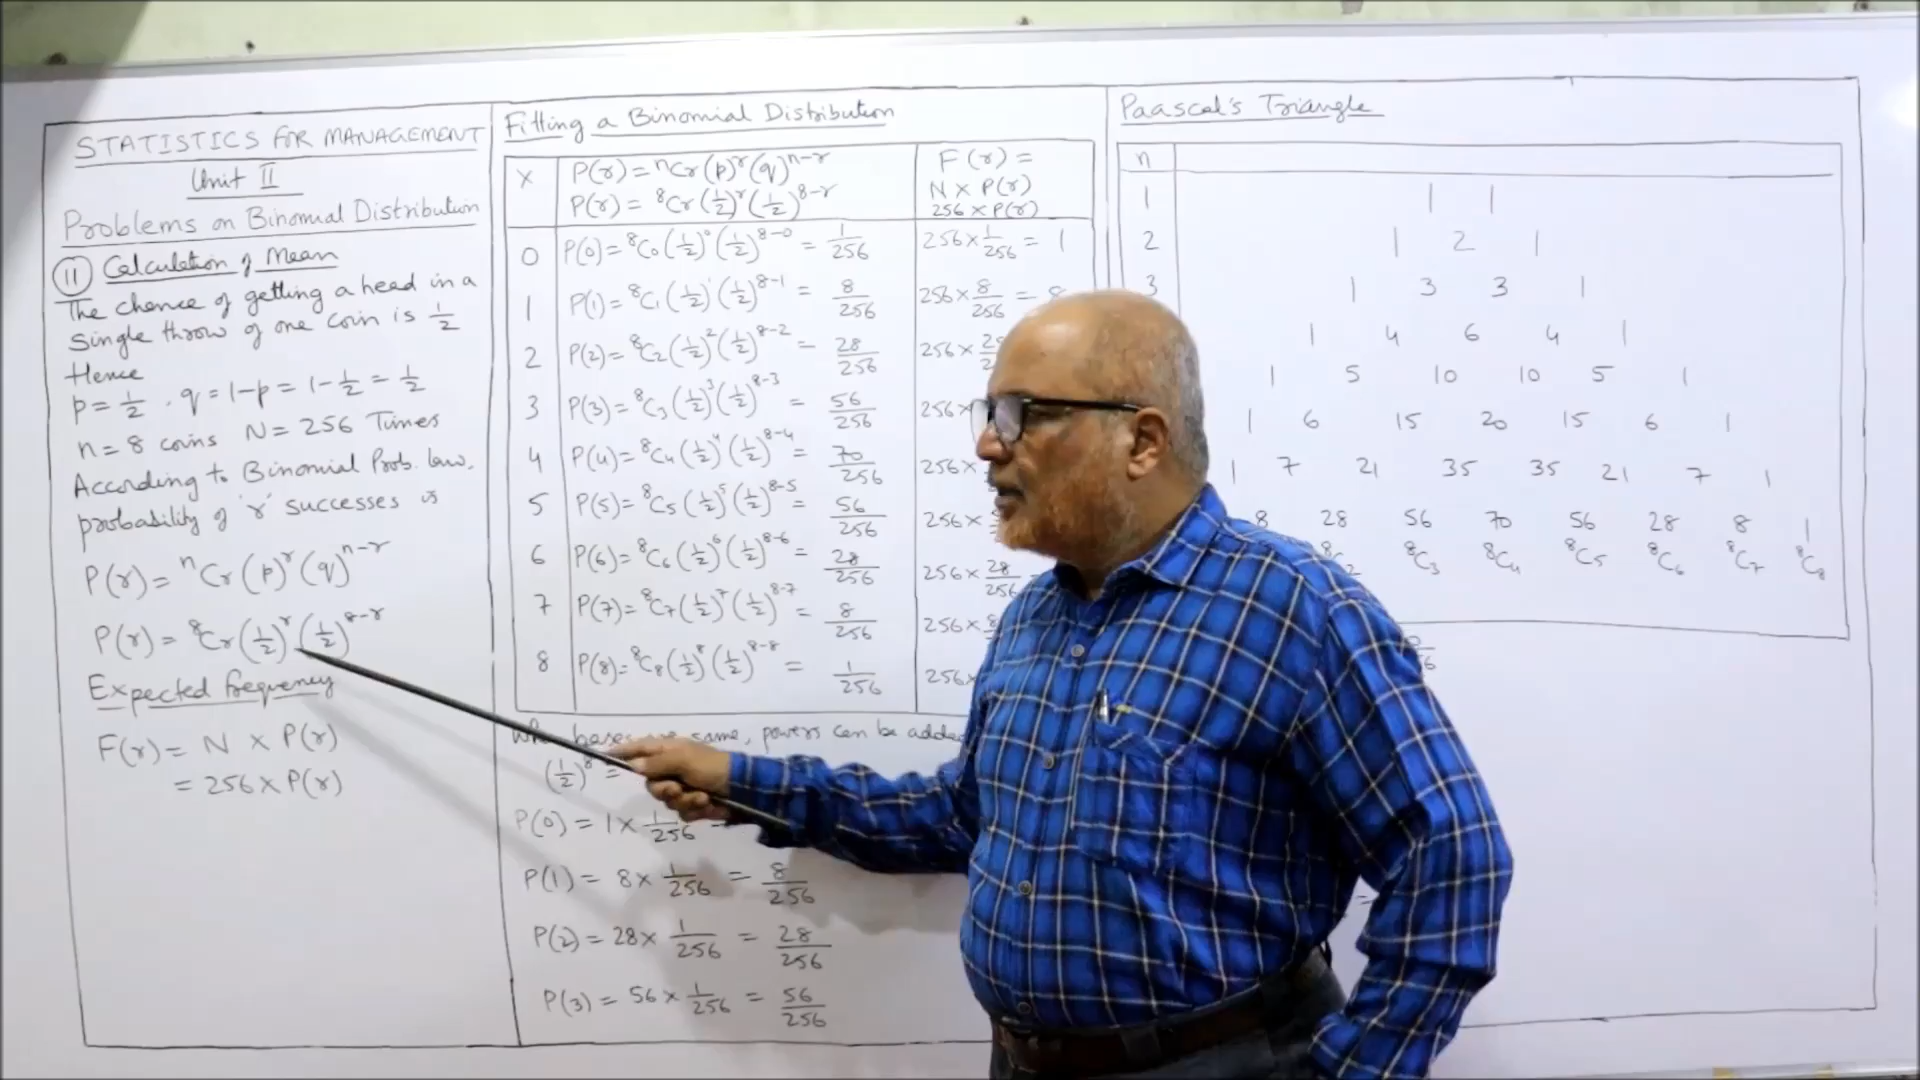 STATISTICS FOR MANAGEMENT
Unit II
Problems on Binomial Distribution
(11) Calculation of Mean
The chance of getting a head in a
single throw of one coin is 1/2
Hence
p = 1/2, q = 1-p = 1-1/2 = 1/2
n = 8 coins N = 256 Times
According to Binomial Prob. law,
probability of 'r' successes is
P(r) = ⁿCr (p)^r (q)^(n-r)
P(r) = ⁸Cr (1/2)^r (1/2)^(8-r)
Expected frequency
F(r) = N × P(r)
= 256 × P(r)
Fitting a Binomial Distribution
X P(r) = ⁿCr (p)^r (q)^(n-r) F(r) =
N × P(r)
P(r) = ⁸Cr (1/2)^r (1/2)^(8-r) 256 × P(r)
0 P(0) = ⁸C₀ (1/2)^0 (1/2)^(8-0) = 1/256 256 × 1/256 = 1
1 P(1) = ⁸C₁ (1/2)^1 (1/2)^(8-1) = 8/256 256 × 8/256 = 8
2 P(2) = ⁸C₂ (1/2)^2 (1/2)^(8-2) = 28/256 256 ×
3 P(3) = ⁸C₃ (1/2)^3 (1/2)^(8-3) = 56/256 256 ×
4 P(4) = ⁸C₄ (1/2)^4 (1/2)^(8-4) = 70/256 256 ×
5 P(5) = ⁸C₅ (1/2)^5 (1/2)^(8-5) = 56/256 256 ×
6 P(6) = ⁸C₆ (1/2)^6 (1/2)^(8-6) = 28/256 256 × 28/256
7 P(7) = ⁸C₇ (1/2)^7 (1/2)^(8-7) = 8/256 256 ×
8 P(8) = ⁸C₈ (1/2)^8 (1/2)^(8-8) = 1/256 256 ×
When bases are same, powers can be added
(1/2)^8 =
P(0) = 1 × 1/256 =
P(1) = 8 × 1/256 = 8/256
P(2) = 28 × 1/256 = 28/256
P(3) = 56 × 1/256 = 56/256
Paascal's Triangle
n
1 1 1
2 1 2 1
3 1 3 3 1
1 4 6 4 1
1 5 10 10 5 1
1 6 15 20 15 6 1
1 7 21 35 35 21 7 1
8 28 56 70 56 28 8 1
⁸C₃ ⁸C₄ ⁸C₅ ⁸C₆ ⁸C₇ ⁸C₈